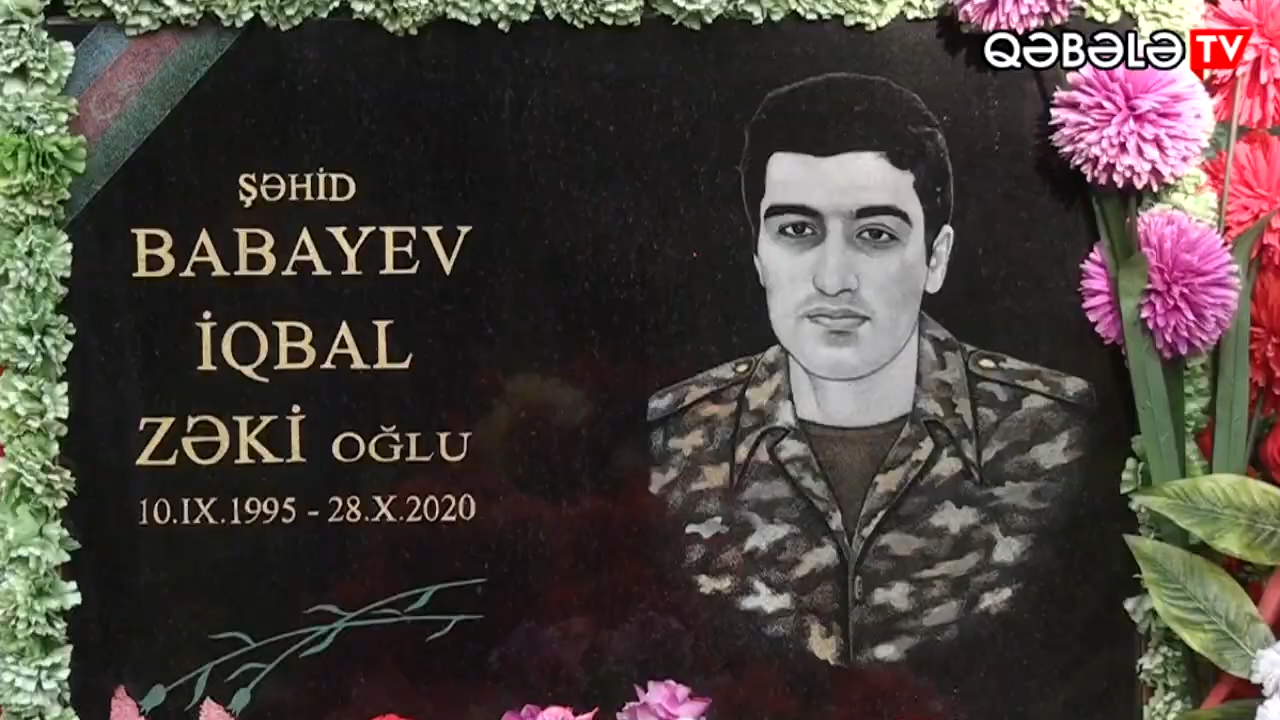 QƏBƏLƏ TV
ŞƏHİD
BABAYEV
İQBAL
ZƏKİ OĞLU
10.IX.1995 - 28.X.2020